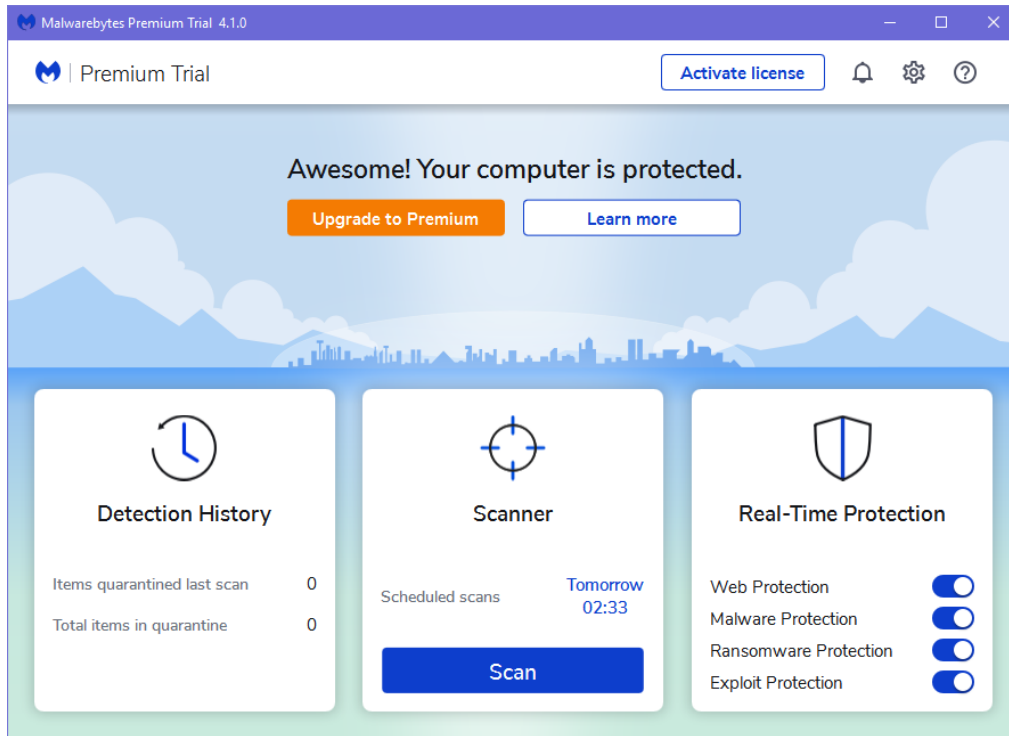 Malwarebytes Premium Trial 4.1.0
Premium Trial
Activate license
Awesome! Your computer is protected.
Upgrade to Premium
Learn more
Detection History
Items quarantined last scan 0
Total items in quarantine 0
Scanner
Scheduled scans
Tomorrow
02:33
Scan
Real-Time Protection
Web Protection
Malware Protection
Ransomware Protection
Exploit Protection